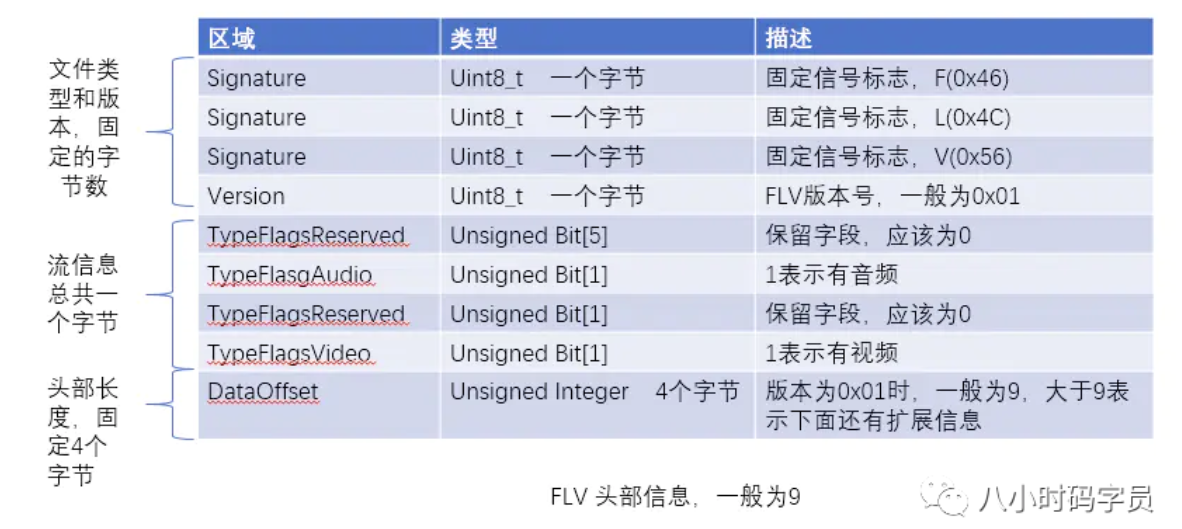 区域 类型 描述
文件类
型和版
本，固
定的字
节数
Signature Uint8_t 一个字节 固定信号标志，F(0x46)
Signature Uint8_t 一个字节 固定信号标志，L(0x4C)
Signature Uint8_t 一个字节 固定信号标志，V(0x56)
Version Uint8_t 一个字节 FLV版本号，一般为0x01
流信息
总共一
个字节
TypeFlagsReserved Unsigned Bit[5] 保留字段，应该为0
TypeFlasgAudio Unsigned Bit[1] 1表示有音频
TypeFlagsReserved Unsigned Bit[1] 保留字段，应该为0
TypeFlagsVideo Unsigned Bit[1] 1表示有视频
头部长
度，固
定4个
字节
DataOffset Unsigned Integer 4个字节 版本为0x01时，一般为9，大于9表
示下面还有扩展信息
FLV 头部信息，一般为9
八小时码字员